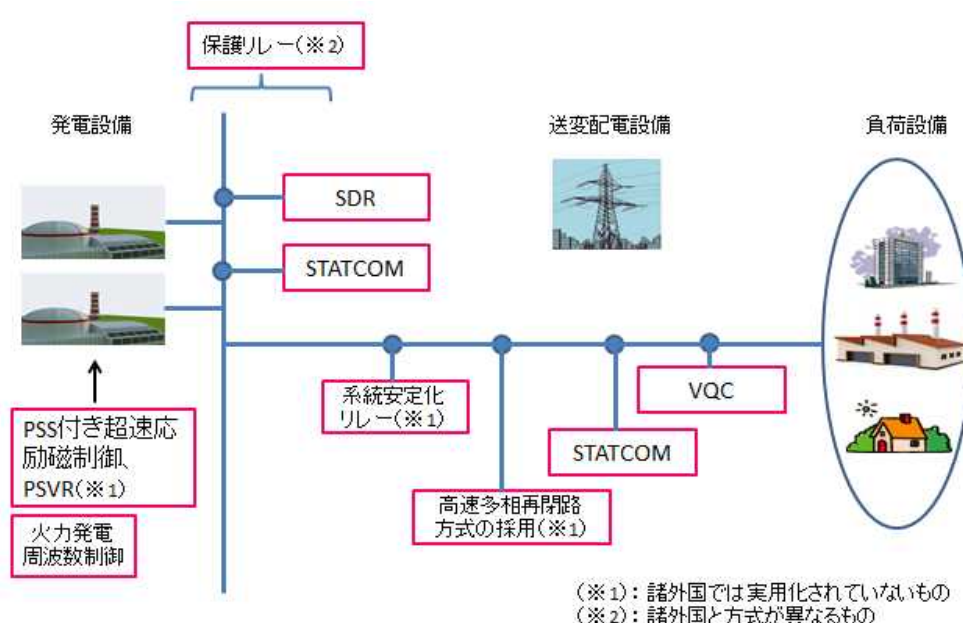 保護リレー(※2)
発電設備
送変配電設備
負荷設備
SDR
STATCOM
系統安定化
リレー(※1)
VQC
STATCOM
PSS付き超速応
励磁制御、
PSVR(※1)
高速多相再閉路
方式の採用(※1)
火力発電
周波数制御
(※1)：諸外国では実用化されていないもの
(※2)：諸外国と方式が異なるもの